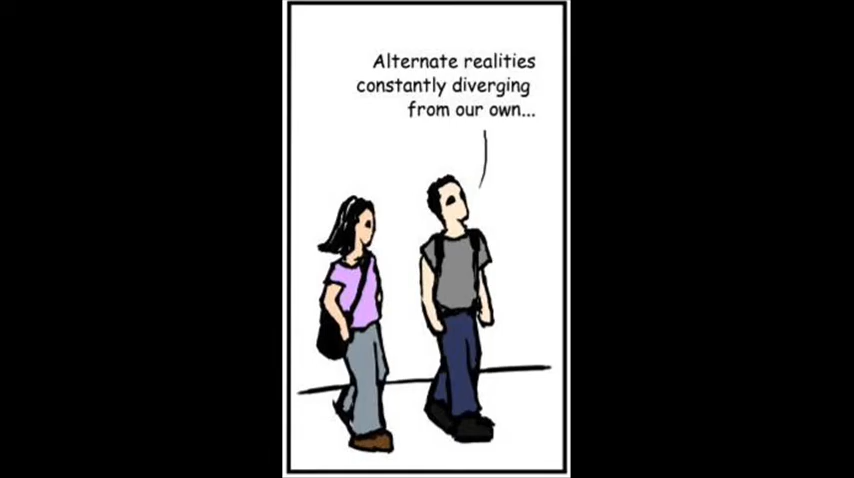 Alternate realities
constantly diverging
from our own...